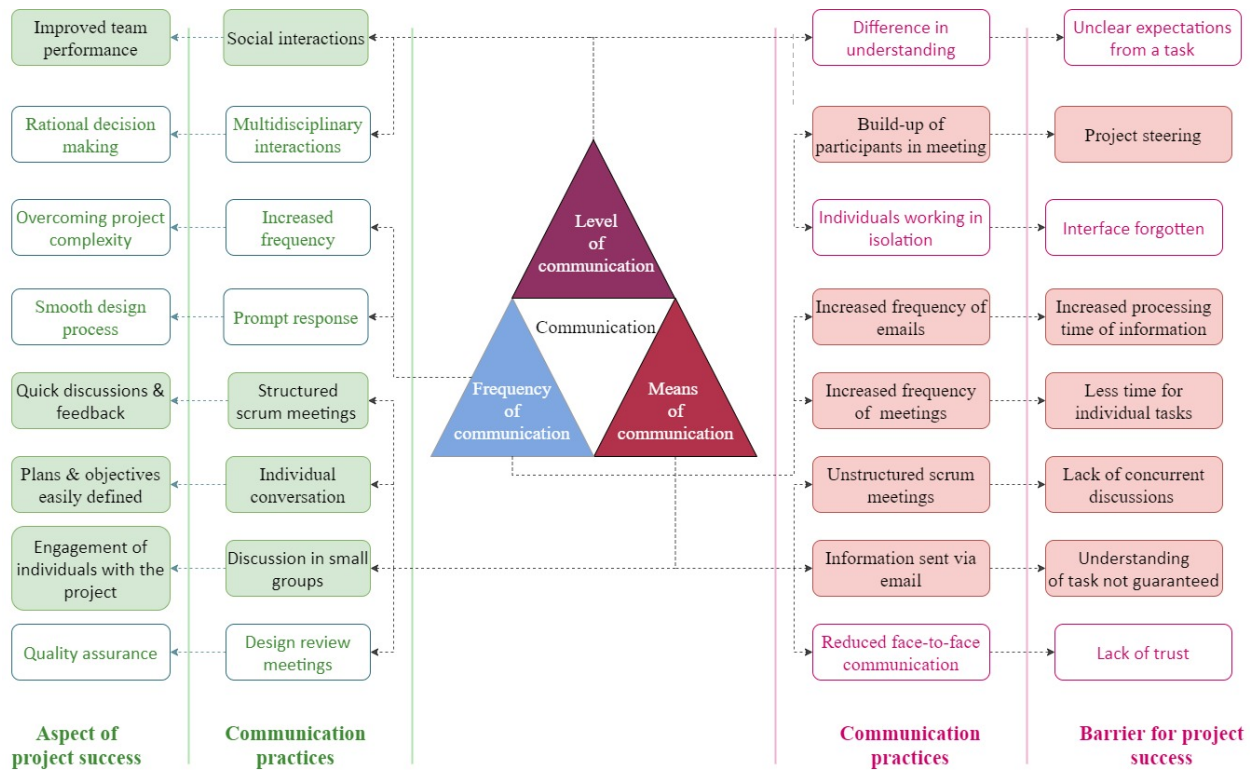 Improved team
performance
Social interactions
Difference in
understanding
Unclear expectations
from a task
Rational decision
making
Multidisciplinary
interactions
Build-up of
participants in meeting
Project steering
Overcoming project
complexity
Increased
frequency
Level
of
communication
Individuals working in
isolation
Interface forgotten
Smooth design
process
Prompt response
Communication
Increased frequency of
emails
Increased processing
time of information
Quick discussions &
feedback
Structured
scrum meetings
Frequency
of
communication
Means
of
communication
Increased frequency
of meetings
Less time for
individual tasks
Plans & objectives
easily defined
Individual
conversation
Unstructured scrum
meetings
Lack of concurrent
discussions
Engagement of
individuals with the
project
Discussion in small
groups
Information sent via
email
Understanding
of task not guaranteed
Quality assurance
Design review
meetings
Reduced face-to-face
communication
Lack of trust
Aspect of
project success
Communication
practices
Communication
practices
Barrier for project
success